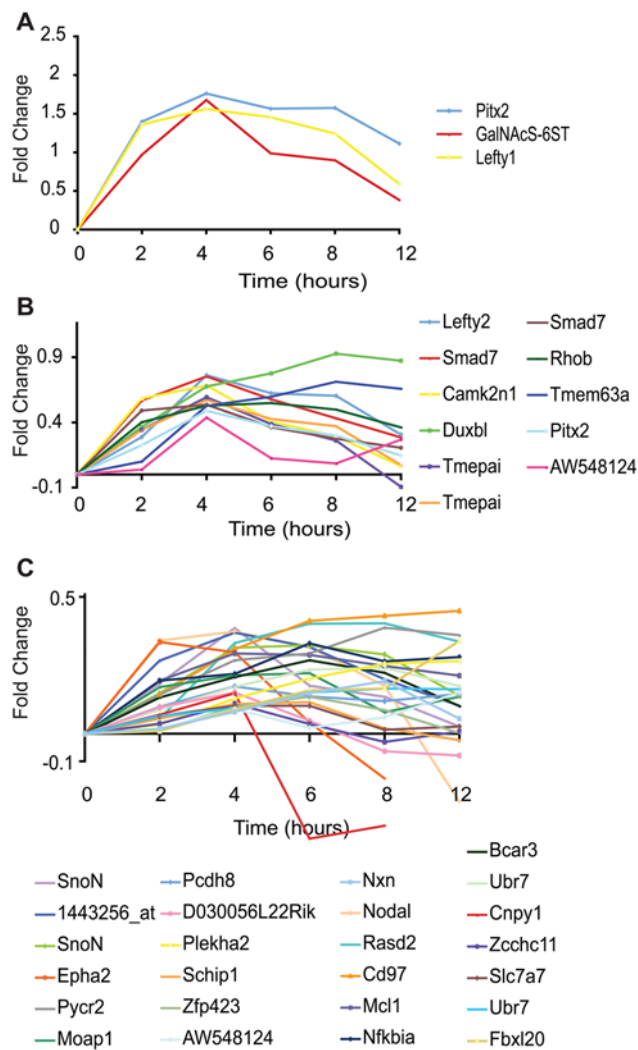 A
Fold Change
2.5
2
1.5
1
0.5
0
0 2 4 6 8 12
Time (hours)
Pitx2
GalNAcS-6ST
Lefty1
B
Fold Change
0.9
0.4
-0.1
0 2 4 6 8 12
Time (hours)
Lefty2
Smad7
Camk2n1
Duxbl
Tmepai
Tmepai
Smad7
Rhob
Tmem63a
Pitx2
AW548124
C
Fold Change
0.5
-0.1
0 2 4 6 8 12
Time (hours)
SnoN
1443256_at
SnoN
Epha2
Pycr2
Moap1
Pcdh8
D030056L22Rik
Plekha2
Schip1
Zfp423
AW548124
Nxn
Nodal
Rasd2
Cd97
Mcl1
Nfkbia
Bcar3
Ubr7
Cnpy1
Zcchc11
Slc7a7
Ubr7
Fbxl20